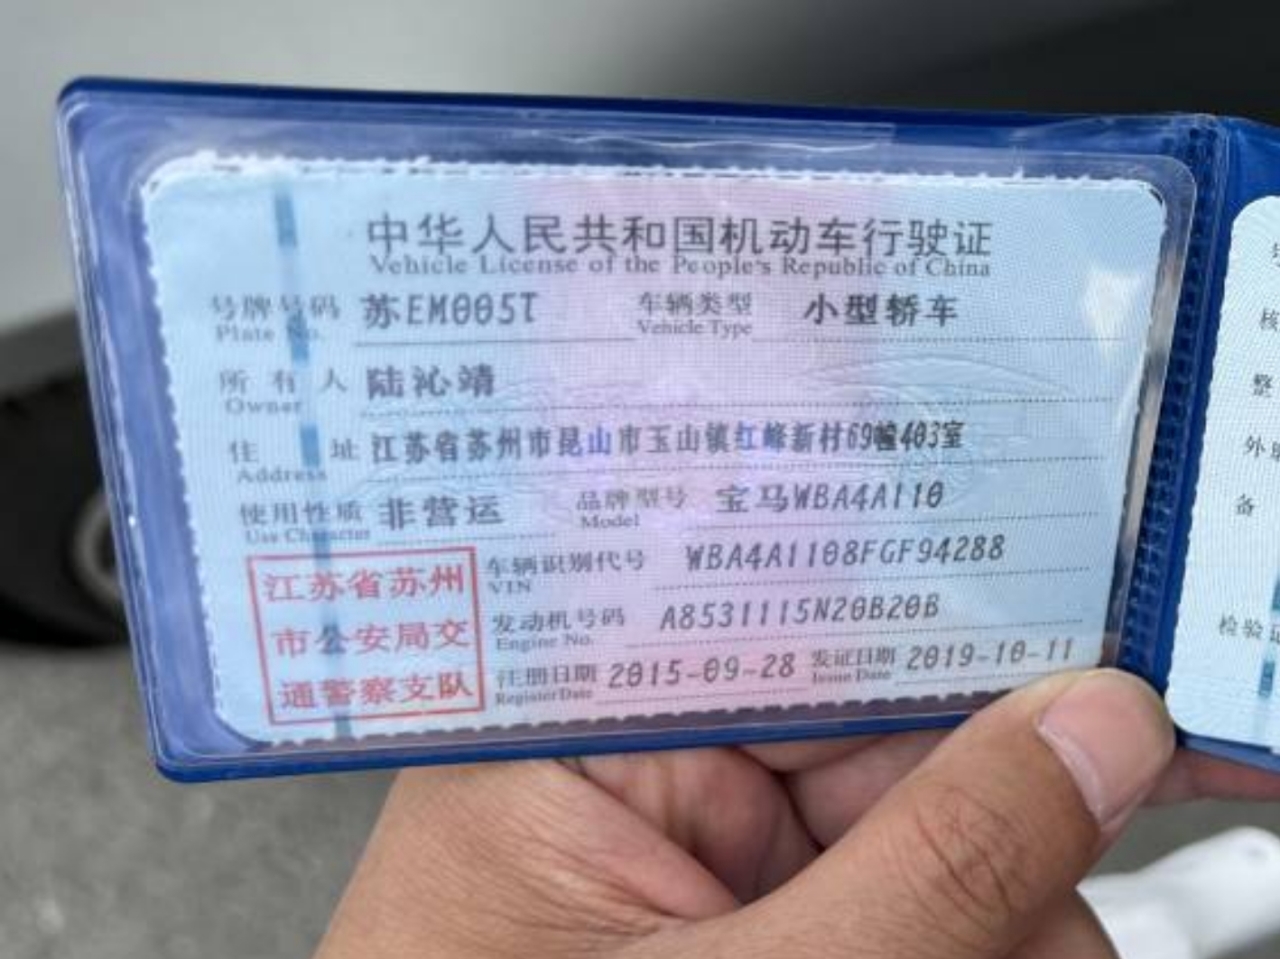 中华人民共和国机动车行驶证
Vehicle License of the People's Republic of China
号牌号码 苏EM005T 车辆类型 小型轿车
Plate No. Vehicle Type
所有人 陆沁靖
Owner
住址 江苏省苏州市昆山市玉山镇红峰新村69幢403室
Address
使用性质 非营运 品牌型号 宝马WBA4A110
Use Character Model
江苏省苏州
市公安局交
通警察支队
车辆识别代号 WBA4A1108FGF94288
VIN
发动机号码 A8531115N20B20B
Engine No.
注册日期 2015-09-28 发证日期 2019-10-11
Register Date Issue Date
核
整
外
备
检验